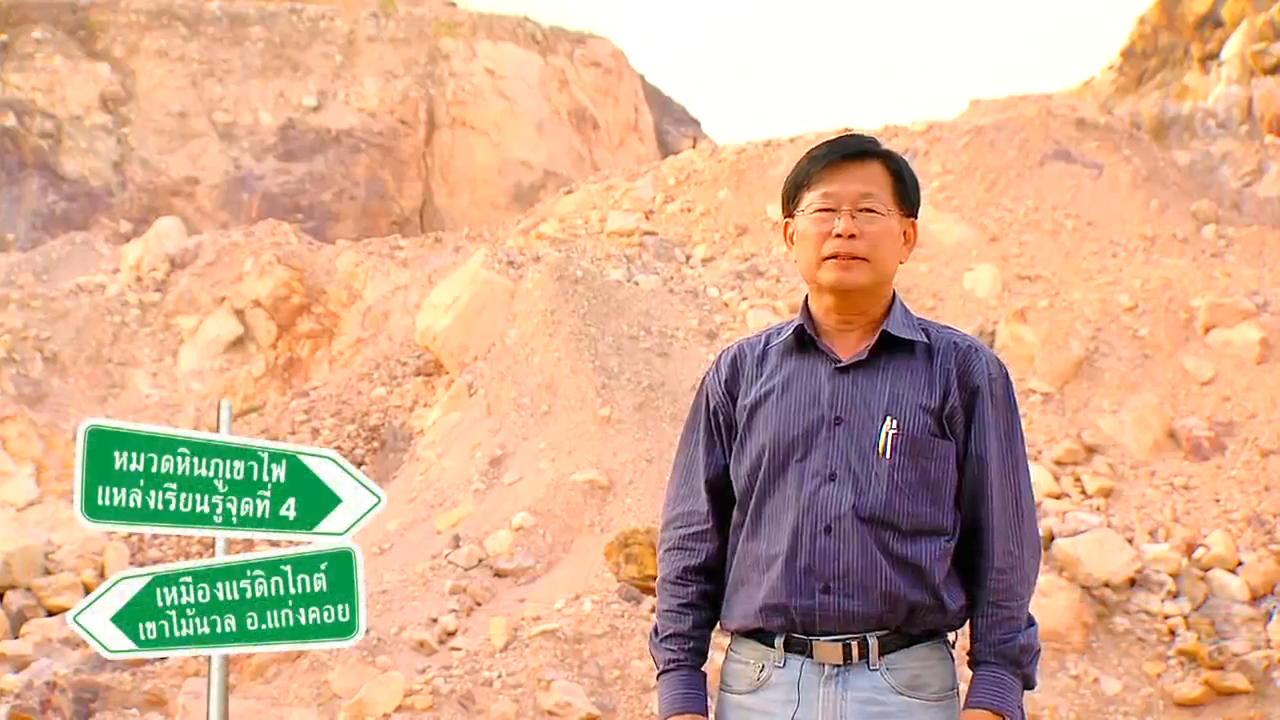 หมวดหินภูเขาไฟ
แหล่งเรียนรู้จุดที่ 4
เหมืองแร่ดิกไกต์
เขาไม้นวล อ.แก่งคอย